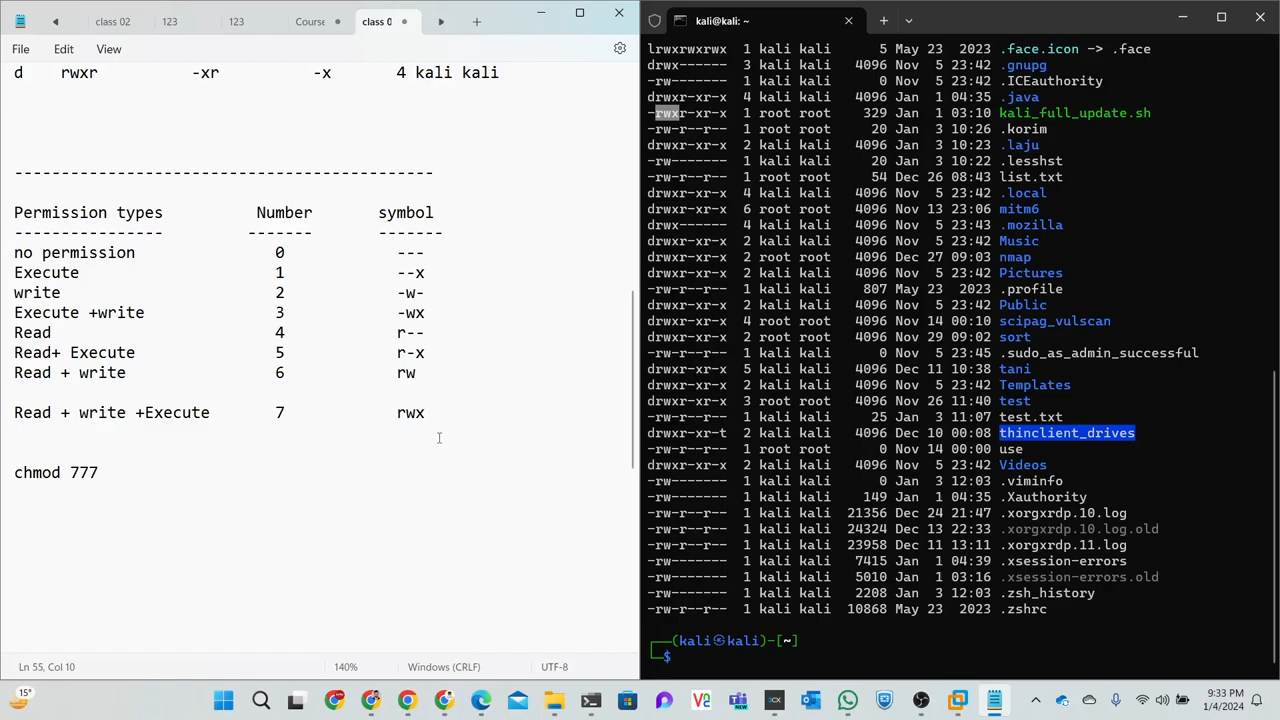 class 02 123 123 Course class 0
File Edit View
d rwxr -xr -x 4 kali kali
---------------------------------------------
Permission types Number symbol
---------------- ------- -------
no permission 0 ---
Execute 1 --x
write 2 -w-
Execute +write 3 -wx
Read 4 r--
Read+ Execute 5 r-x
Read + write 6 rw
Read + write +Execute 7 rwx
chmod 777
Ln 55, Col 10 140% Windows (CRLF) UTF-8
kali@kali: ~
lrwxrwxrwx 1 kali kali 5 May 23 2023 .face.icon -> .face
drwx------ 3 kali kali 4096 Nov 5 23:42 .gnupg
-rw------- 1 kali kali 0 Nov 5 23:42 .ICEauthority
drwxr-xr-x 4 kali kali 4096 Jan 1 04:35 .java
-rwxr-xr-x 1 root root 329 Jan 1 03:10 kali_full_update.sh
-rw-r--r-- 1 root root 20 Jan 3 10:26 .korim
drwxr-xr-x 2 kali kali 4096 Jan 3 10:23 .laju
-rw------- 1 kali kali 20 Jan 3 10:22 .lesshst
-rw-r--r-- 1 root root 54 Dec 26 08:43 list.txt
drwxr-xr-x 4 kali kali 4096 Nov 5 23:42 .local
drwxr-xr-x 6 root root 4096 Nov 13 23:06 mitm6
drwx------ 4 kali kali 4096 Nov 5 23:43 .mozilla
drwxr-xr-x 2 kali kali 4096 Nov 5 23:42 Music
drwxr-xr-x 2 root root 4096 Dec 27 09:03 nmap
drwxr-xr-x 2 kali kali 4096 Nov 5 23:42 Pictures
-rw-r--r-- 1 kali kali 807 May 23 2023 .profile
drwxr-xr-x 2 kali kali 4096 Nov 5 23:42 Public
drwxr-xr-x 4 root root 4096 Nov 14 00:10 scipag_vulscan
drwxr-xr-x 2 root root 4096 Nov 29 09:02 sort
-rw-r--r-- 1 kali kali 0 Nov 5 23:45 .sudo_as_admin_successful
drwxr-xr-x 5 kali kali 4096 Dec 11 10:38 tani
drwxr-xr-x 2 kali kali 4096 Nov 5 23:42 Templates
drwxr-xr-x 3 root root 4096 Nov 26 11:40 test
-rw-r--r-- 1 kali kali 25 Jan 3 11:07 test.txt
drwxrwxr-t 2 kali kali 4096 Dec 10 00:08 thinclient_drives
-rw-r--r-- 1 root root 0 Nov 14 00:00 use
drwxr-xr-x 2 kali kali 4096 Nov 5 23:42 Videos
-rw------- 1 kali kali 0 Jan 3 12:03 .viminfo
-rw------- 1 kali kali 149 Jan 1 04:35 .Xauthority
-rw-r--r-- 1 kali kali 21356 Dec 24 21:47 .xorgxrdp.10.log
-rw-r--r-- 1 kali kali 24324 Dec 13 22:33 .xorgxrdp.10.log.old
-rw-r--r-- 1 kali kali 23958 Dec 11 13:11 .xorgxrdp.11.log
-rw------- 1 kali kali 7415 Jan 1 04:39 .xsession-errors
-rw------- 1 kali kali 5010 Jan 1 03:16 .xsession-errors.old
-rw------- 1 kali kali 2208 Jan 3 12:03 .zsh_history
-rw-r--r-- 1 kali kali 10868 May 23 2023 .zshrc
┌──(kali㉿kali)-[~]
└─$
15°
9:33 PM
1/4/2024